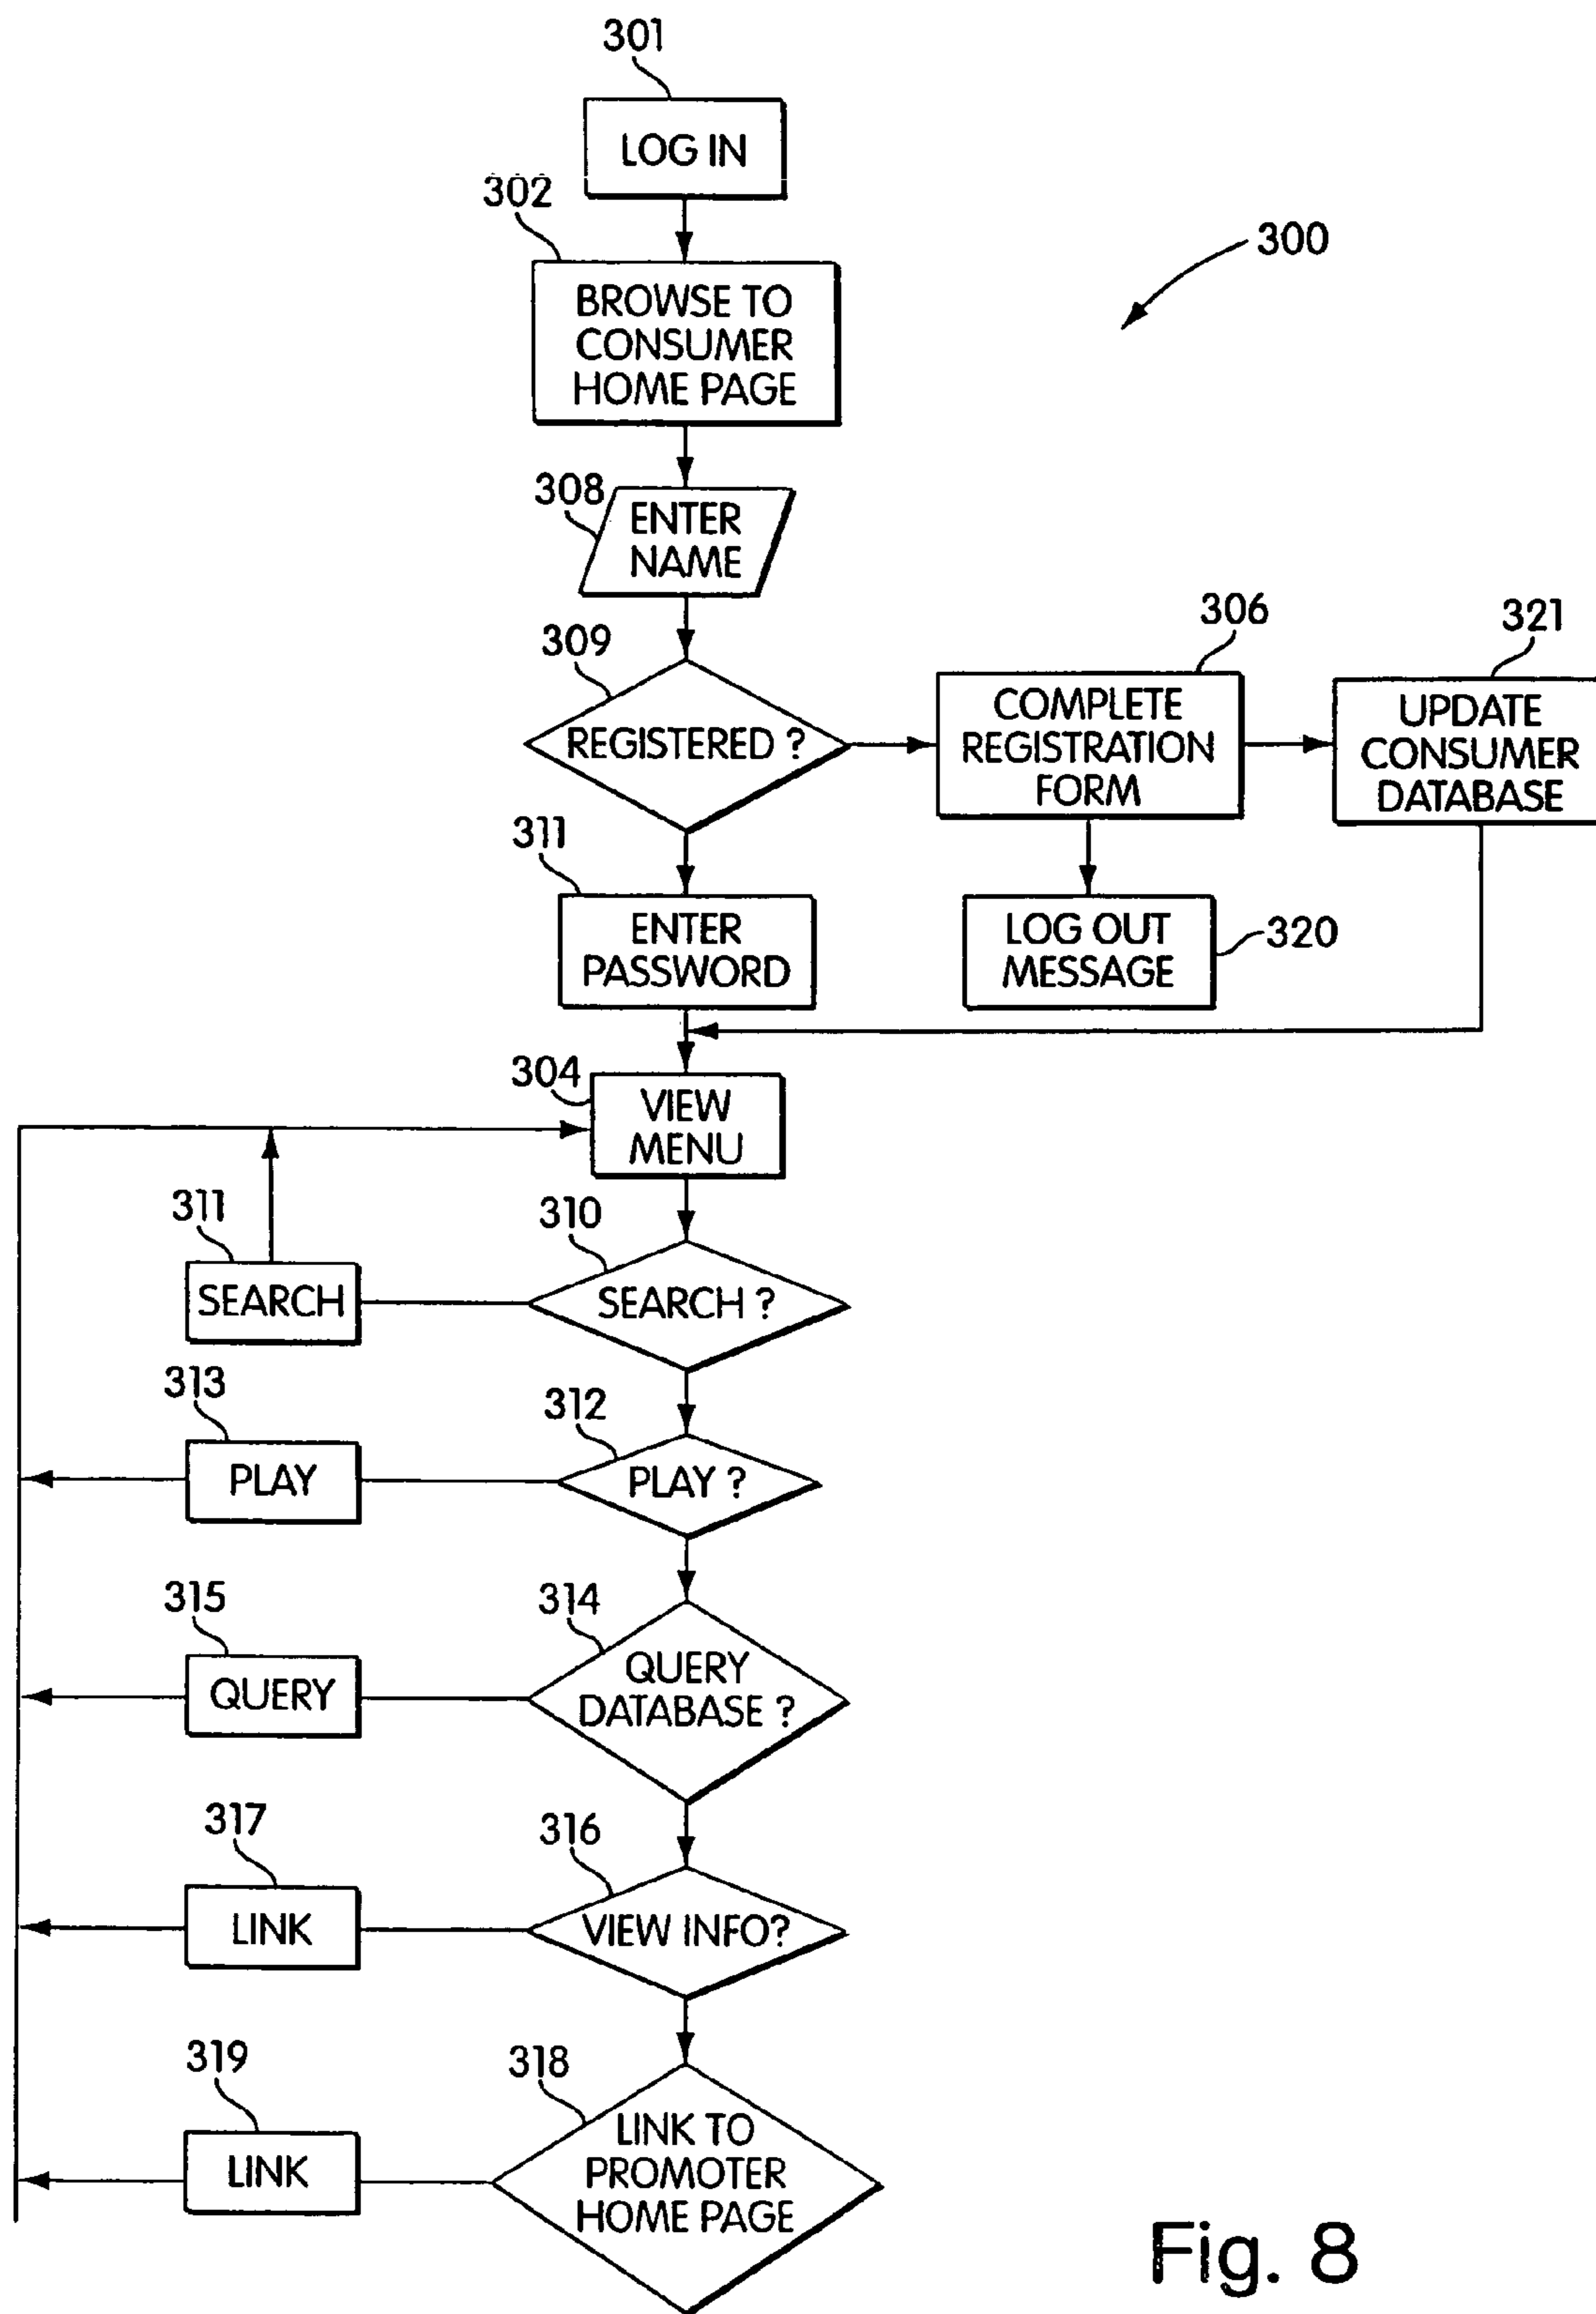 301
LOG IN
302
300
BROWSE TO
CONSUMER
HOME PAGE
308
ENTER
NAME
309
REGISTERED ?
306
COMPLETE
REGISTRATION
FORM
321
UPDATE
CONSUMER
DATABASE
311
ENTER
PASSWORD
LOG OUT
MESSAGE
320
304
VIEW
MENU
311
SEARCH
310
SEARCH ?
313
PLAY
312
PLAY ?
315
QUERY
314
QUERY
DATABASE ?
317
LINK
316
VIEW INFO?
319
LINK
318
LINK TO
PROMOTER
HOME PAGE
Fig. 8